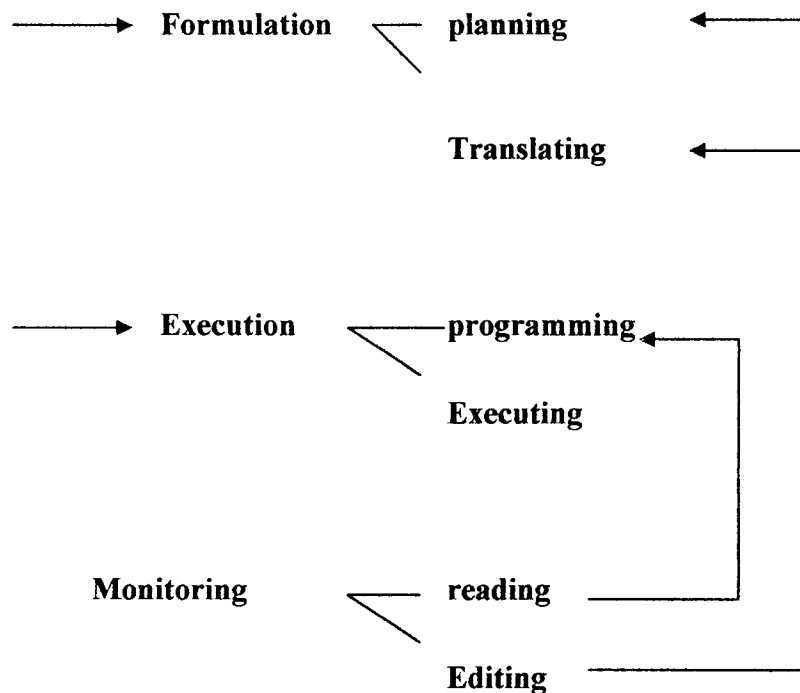 Formulation planning
Translating
Execution programming
Executing
Monitoring reading
Editing